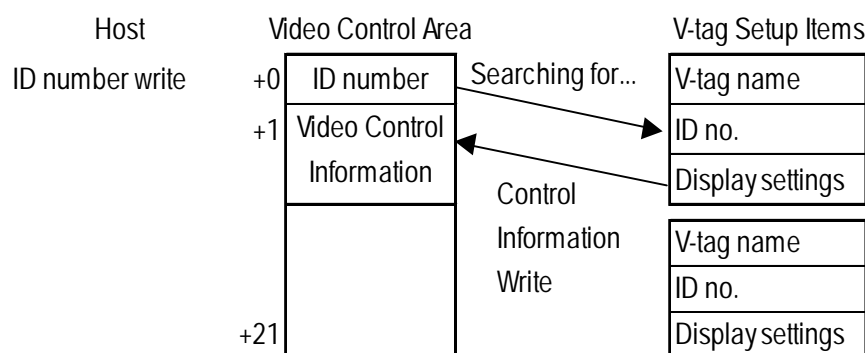 Host Video Control Area V-tag Setup Items
ID number write +0 ID number Searching for... V-tag name
+1 Video Control ID no.
Information Display settings
Control
Information V-tag name
Write ID no.
+21 Display settings